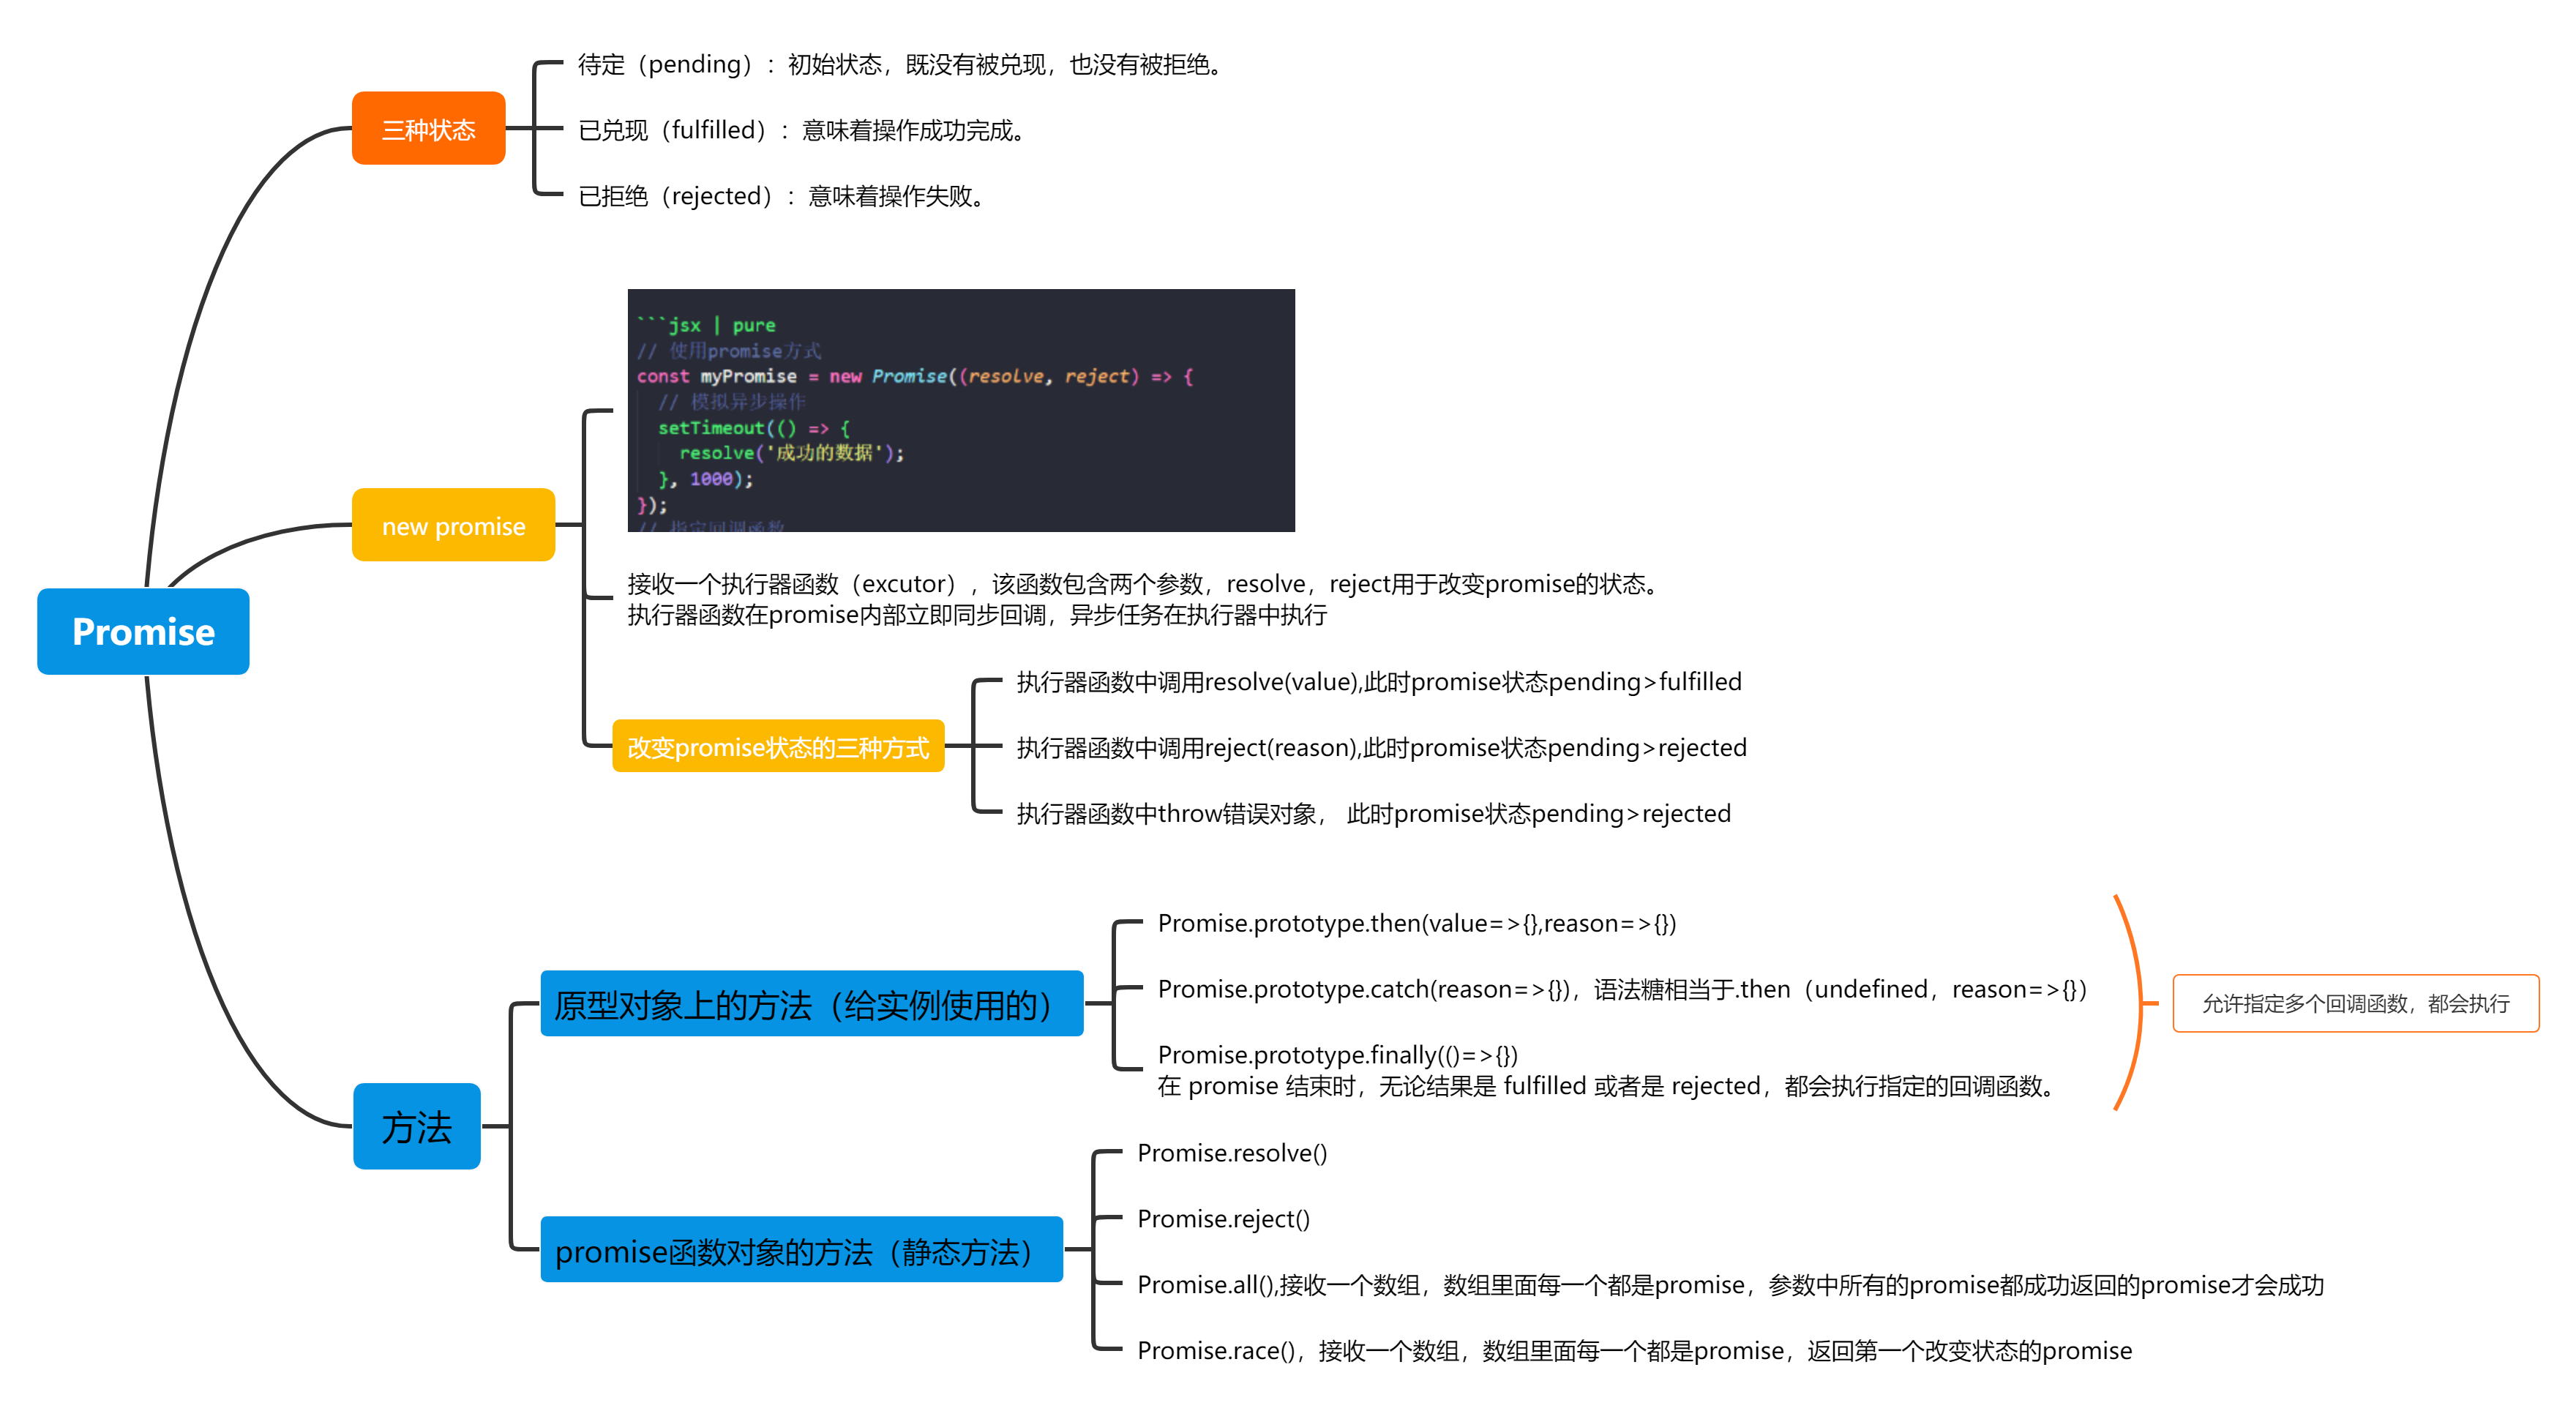 Promise
三种状态
待定（pending）：初始状态，既没有被兑现，也没有被拒绝。
已兑现（fulfilled）：意味着操作成功完成。
已拒绝（rejected）：意味着操作失败。
new promise
```jsx | pure
// 使用promise方式
const myPromise = new Promise((resolve, reject) => {
// 模拟异步操作
setTimeout(() => {
resolve('成功的数据');
}, 1000);
});
// 指定回调函数
接收一个执行器函数（excutor），该函数包含两个参数，resolve，reject用于改变promise的状态。
执行器函数在promise内部立即同步回调，异步任务在执行器中执行
改变promise状态的三种方式
执行器函数中调用resolve(value),此时promise状态pending>fulfilled
执行器函数中调用reject(reason),此时promise状态pending>rejected
执行器函数中throw错误对象， 此时promise状态pending>rejected
方法
原型对象上的方法（给实例使用的）
Promise.prototype.then(value=>{},reason=>{})
Promise.prototype.catch(reason=>{})，语法糖相当于.then（undefined，reason=>{}）
Promise.prototype.finally(()=>{})
在 promise 结束时，无论结果是 fulfilled 或者是 rejected，都会执行指定的回调函数。
允许指定多个回调函数，都会执行
promise函数对象的方法（静态方法）
Promise.resolve()
Promise.reject()
Promise.all(),接收一个数组，数组里面每一个都是promise，参数中所有的promise都成功返回的promise才会成功
Promise.race()，接收一个数组，数组里面每一个都是promise，返回第一个改变状态的promise